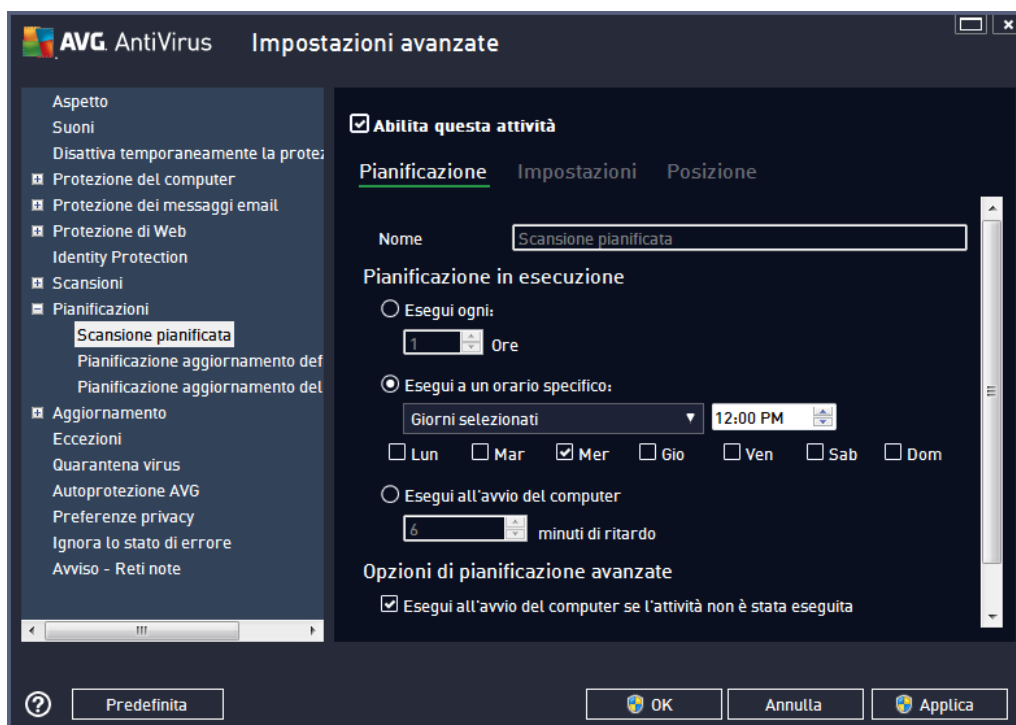 AVG AntiVirus Impostazioni avanzate
Aspetto
Suoni
Disattiva temporaneamente la protez
Protezione del computer
Protezione dei messaggi email
Protezione di Web
Identity Protection
Scansioni
Pianificazioni
Scansione pianificata
Pianificazione aggiornamento def
Pianificazione aggiornamento del
Aggiornamento
Eccezioni
Quarantena virus
Autoprotezione AVG
Preferenze privacy
Ignora lo stato di errore
Avviso - Reti note
Abilita questa attività
Pianificazione Impostazioni Posizione
Nome Scansione pianificata
Pianificazione in esecuzione
Esegui ogni:
1 Ore
Esegui a un orario specifico:
Giorni selezionati 12:00 PM
Lun Mar Mer Gio Ven Sab Dom
Esegui all'avvio del computer
6 minuti di ritardo
Opzioni di pianificazione avanzate
Esegui all'avvio del computer se l'attività non è stata eseguita
? Predefinita OK Annulla Applica